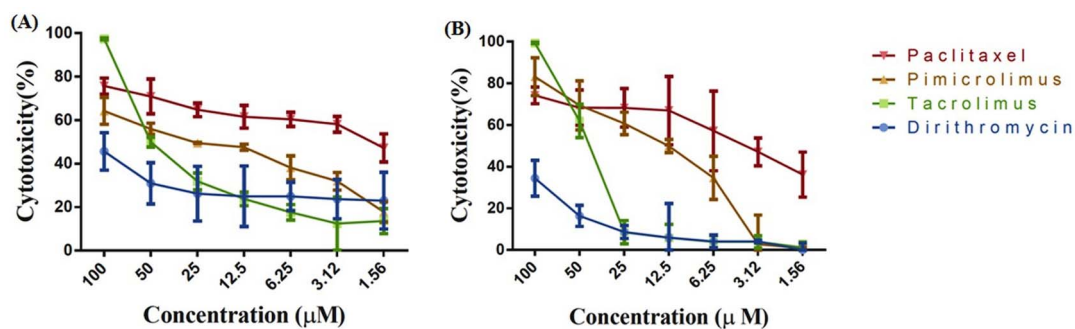 (A)
Cytotoxicity(%)
100
80
60
40
20
0
100 50 25 12.5 6.25 3.12 1.56
Concentration (μM)
(B)
Cytotoxicity(%)
100
80
60
40
20
0
100 50 25 12.5 6.25 3.12 1.56
Concentration (μ M)
Paclitaxel
Pimicrolimus
Tacrolimus
Dirithromycin